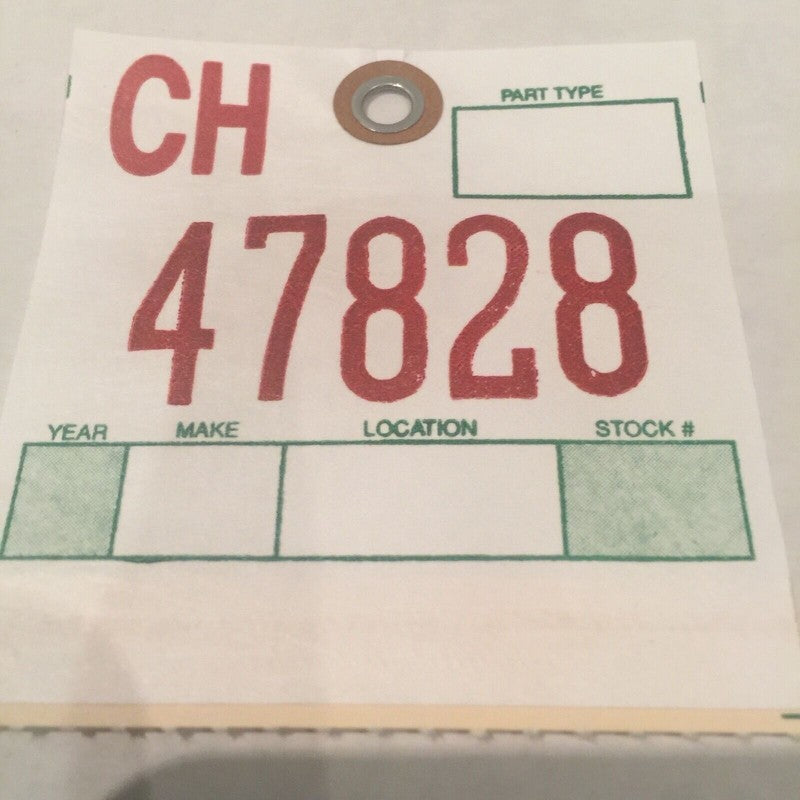 CH
PART TYPE
47828
YEAR MAKE LOCATION STOCK #